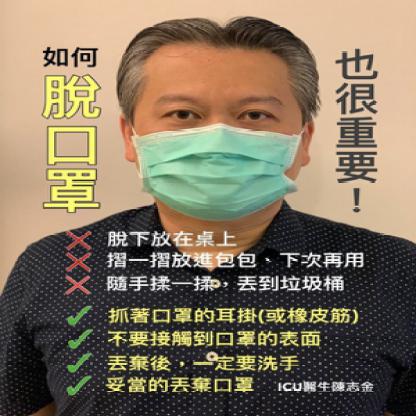 如何
脫口罩
也很重要！
脫下放在桌上
摺一摺放進包包、下次再用
隨手揉一揉，丟到垃圾桶
抓著口罩的耳掛(或橡皮筋)
不要接觸到口罩的表面
丟棄後，一定要洗手
妥當的丟棄口罩
ICU醫生陳志金